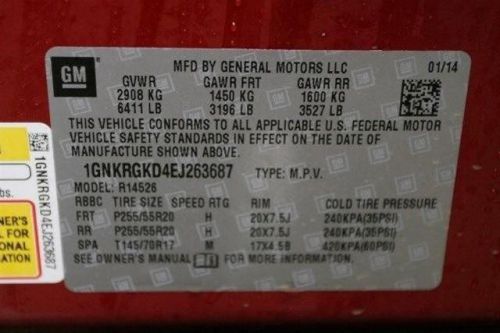 GM
MFD BY GENERAL MOTORS LLC 01/14
GVWR GAWR FRT GAWR RR
2908 KG 1450 KG 1600 KG
6411 LB 3196 LB 3527 LB
THIS VEHICLE CONFORMS TO ALL APPLICABLE U.S. FEDERAL MOTOR
VEHICLE SAFETY STANDARDS IN EFFECT ON THE DATE OF
MANUFACTURE SHOWN ABOVE.
1GNKRGKD4EJ263687 TYPE: M.P.V.
MODEL: R14526
RBBC TIRE SIZE SPEED RTG RIM COLD TIRE PRESSURE
FRT P255/55R20 H 20X7.5J 240KPA(35PSI)
RR P255/55R20 H 20X7.5J 240KPA(35PSI)
SPA T145/70R17 M 17X4.5B 420KPA(60PSI)
SEE OWNER'S MANUAL FOR MORE INFORMATION
1GNKRGKD4EJ263687
WNER'S
L FOR
ONAL
TION